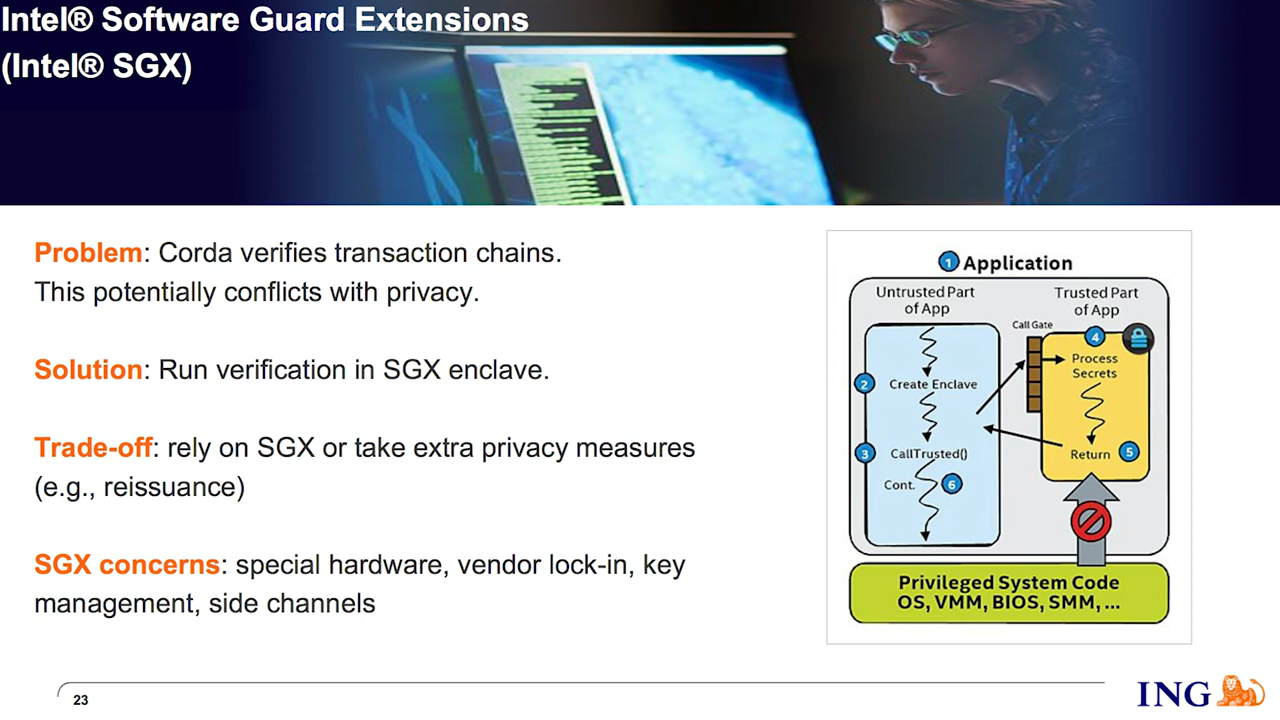 Intel® Software Guard Extensions
(Intel® SGX)
Problem: Corda verifies transaction chains.
This potentially conflicts with privacy.
Solution: Run verification in SGX enclave.
Trade-off: rely on SGX or take extra privacy measures
(e.g., reissuance)
SGX concerns: special hardware, vendor lock-in, key
management, side channels
1 Application
Untrusted Part
of App
Trusted Part
of App
Call Gate
4
Process
Secrets
2 Create Enclave
3 CallTrusted()
Return 5
Cont. 6
Privileged System Code
OS, VMM, BIOS, SMM, ...
23
ING